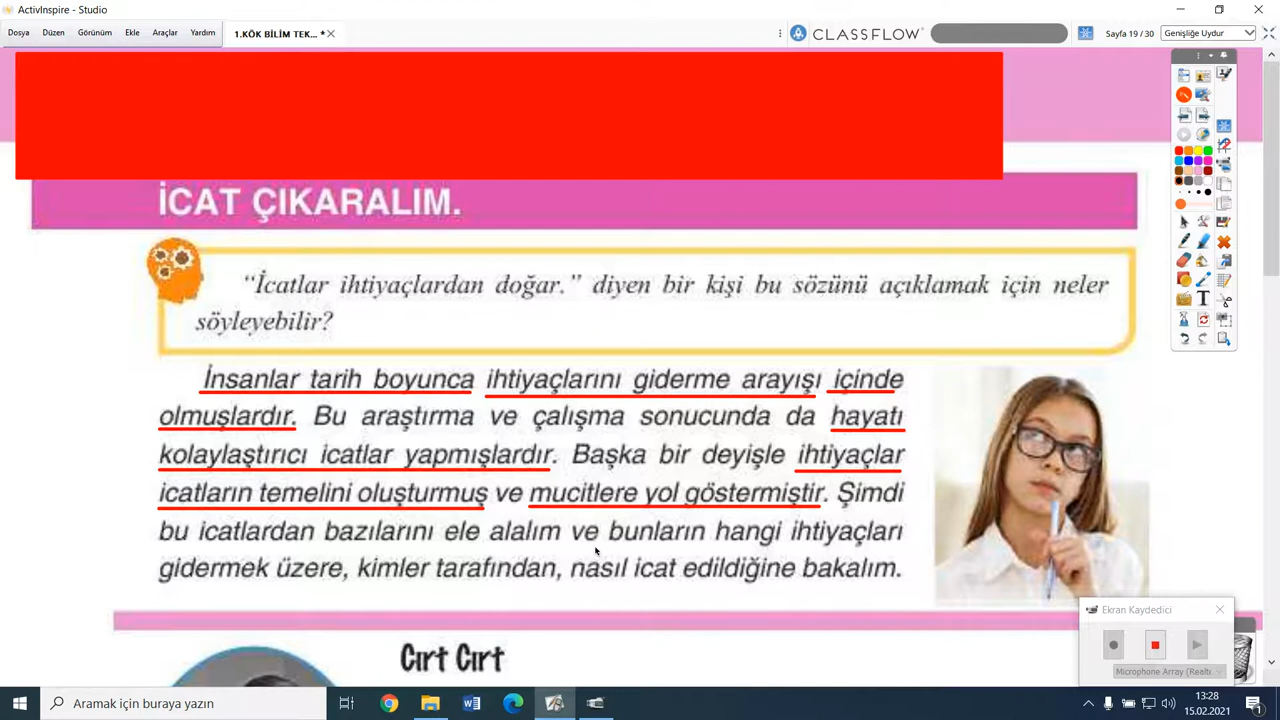 ActivInspire - Studio
Dosya Düzen Görünüm Ekle Araçlar Yardım 1.KÖK BİLİM TEK... * CLASSFLOW Sayfa 19 / 30 Genişliğe Uydur
İCAT ÇIKARALIM.
“İcatlar ihtiyaçlardan doğar.” diyen bir kişi bu sözünü açıklamak için neler
söyleyebilir?
İnsanlar tarih boyunca ihtiyaçlarını giderme arayışı içinde
olmuşlardır. Bu araştırma ve çalışma sonucunda da hayatı
kolaylaştırıcı icatlar yapmışlardır. Başka bir deyişle ihtiyaçlar
icatların temelini oluşturmuş ve mucitlere yol göstermiştir. Şimdi
bu icatlardan bazılarını ele alalım ve bunların hangi ihtiyaçları
gidermek üzere, kimler tarafından, nasıl icat edildiğine bakalım.
Cırt Cırt
Ekran Kaydedici
Microphone Array (Realte
Aramak için buraya yazın
13:28
15.02.2021